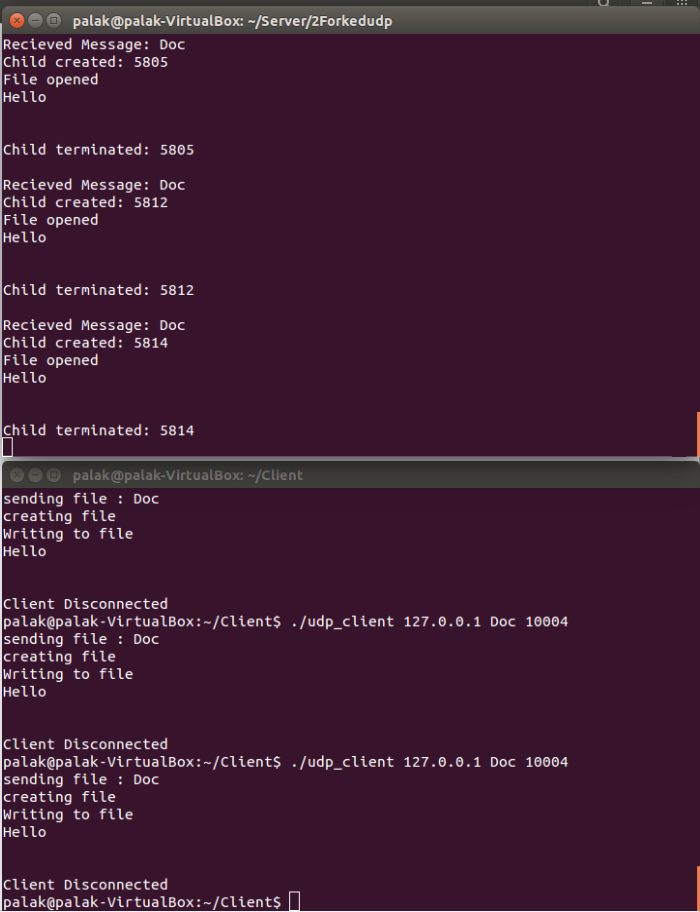 palak@palak-VirtualBox: ~/Server/2Forkedudp
Recieved Message: Doc
Child created: 5805
File opened
Hello
Child terminated: 5805
Recieved Message: Doc
Child created: 5812
File opened
Hello
Child terminated: 5812
Recieved Message: Doc
Child created: 5814
File opened
Hello
Child terminated: 5814
palak@palak-VirtualBox: ~/Client
sending file : Doc
creating file
Writing to file
Hello
Client Disconnected
palak@palak-VirtualBox:~/Client$ ./udp_client 127.0.0.1 Doc 10004
sending file : Doc
creating file
Writing to file
Hello
Client Disconnected
palak@palak-VirtualBox:~/Client$ ./udp_client 127.0.0.1 Doc 10004
sending file : Doc
creating file
Writing to file
Hello
Client Disconnected
palak@palak-VirtualBox:~/Client$